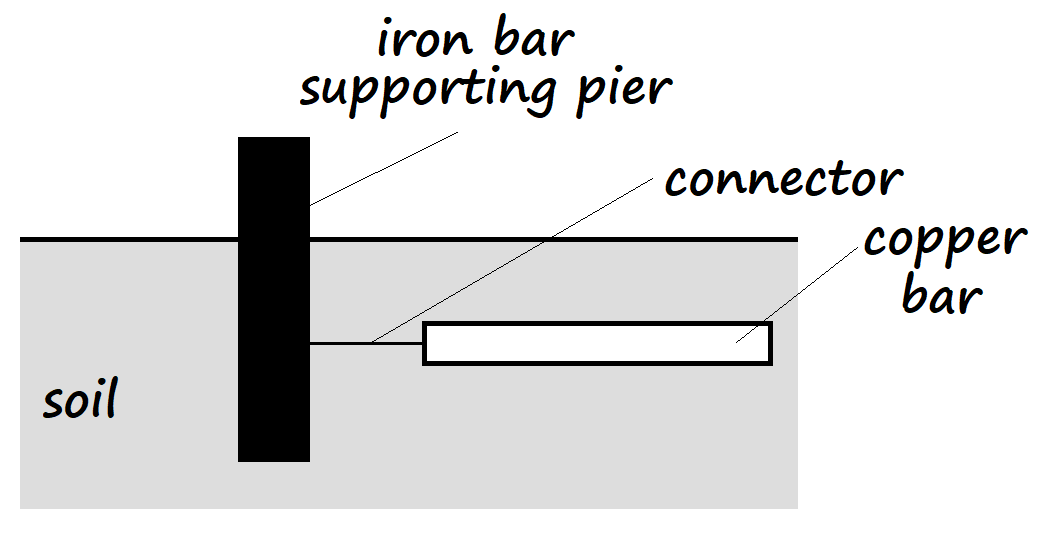 iron bar
supporting pier
connector
copper
bar
soil